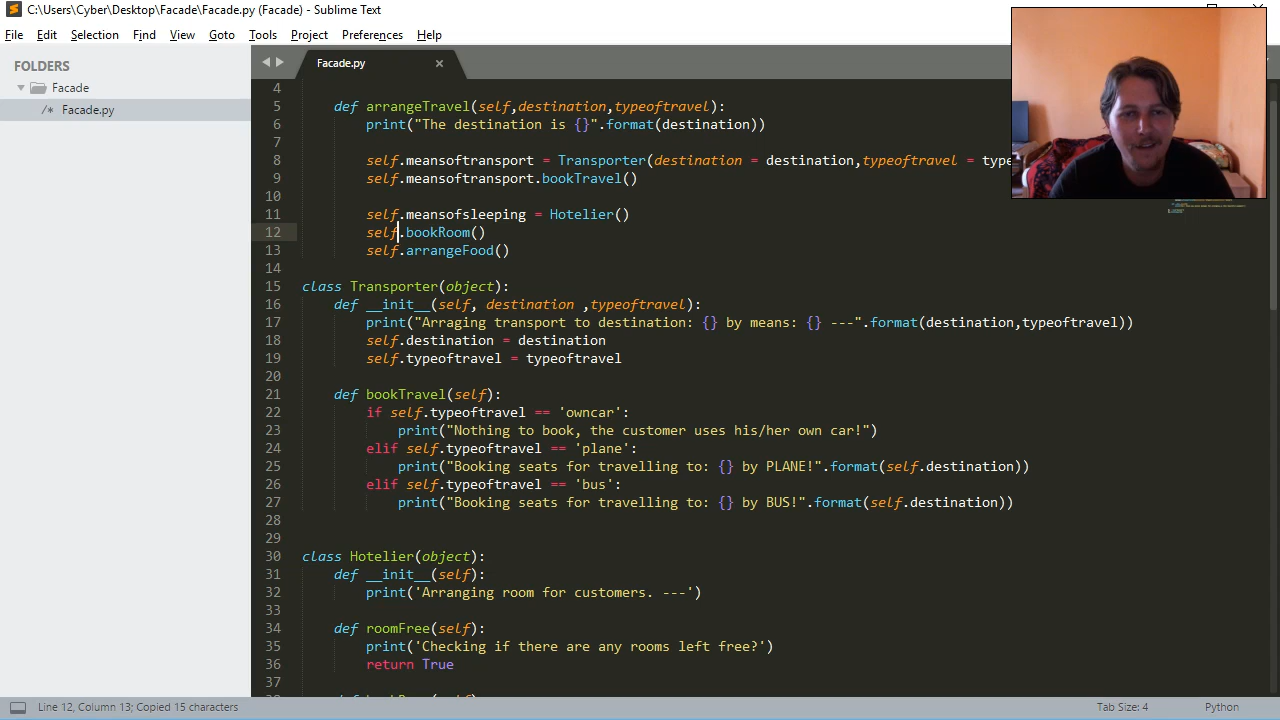 C:\Users\Cyber\Desktop\Facade\Facade.py (Facade) - Sublime Text
File Edit Selection Find View Goto Tools Project Preferences Help
FOLDERS
Facade
/* Facade.py
Facade.py ×
4
5 def arrangeTravel(self,destination,typeoftravel):
6 print("The destination is {}".format(destination))
7
8 self.meansoftransport = Transporter(destination = destination,typeoftravel = type
9 self.meansoftransport.bookTravel()
10
11 self.meansofsleeping = Hotelier()
12 self.bookRoom()
13 self.arrangeFood()
14
15 class Transporter(object):
16 def __init__(self, destination ,typeoftravel):
17 print("Arraging transport to destination: {} by means: {} ---".format(destination,typeoftravel))
18 self.destination = destination
19 self.typeoftravel = typeoftravel
20
21 def bookTravel(self):
22 if self.typeoftravel == 'owncar':
23 print("Nothing to book, the customer uses his/her own car!")
24 elif self.typeoftravel == 'plane':
25 print("Booking seats for travelling to: {} by PLANE!".format(self.destination))
26 elif self.typeoftravel == 'bus':
27 print("Booking seats for travelling to: {} by BUS!".format(self.destination))
28
29
30 class Hotelier(object):
31 def __init__(self):
32 print('Arranging room for customers. ---')
33
34 def roomFree(self):
35 print('Checking if there are any rooms left free?')
36 return True
37
Line 12, Column 13; Copied 15 characters
Tab Size: 4
Python